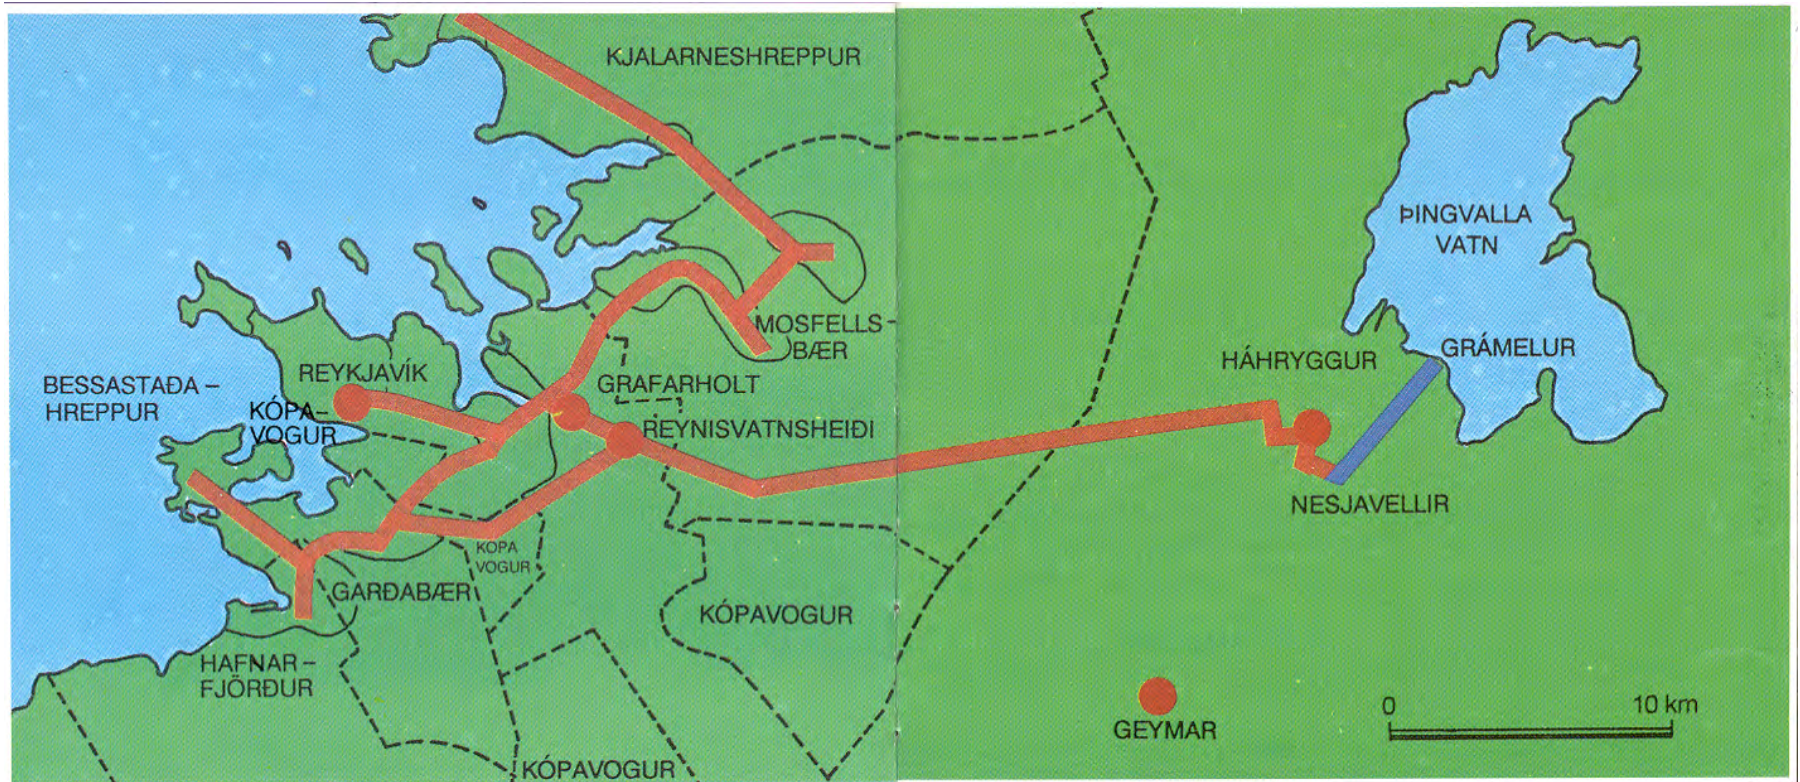 KJALARNESHREPPUR
ÞINGVALLA
VATN
MOSFELLS-
BÆR
GRÁMELUR
HÁHRYGGUR
REYKJAVÍK
GRAFARHOLT
BESSASTAÐA-
HREPPUR
KÓPA-
VOGUR
REYNISVATNSHEIÐI
NESJAVELLIR
KOPA
VOGUR
GARÐABÆR
KÓPAVOGUR
HAFNAR-
FJÖRÐUR
0 10 km
GEYMAR
KÓPAVOGUR